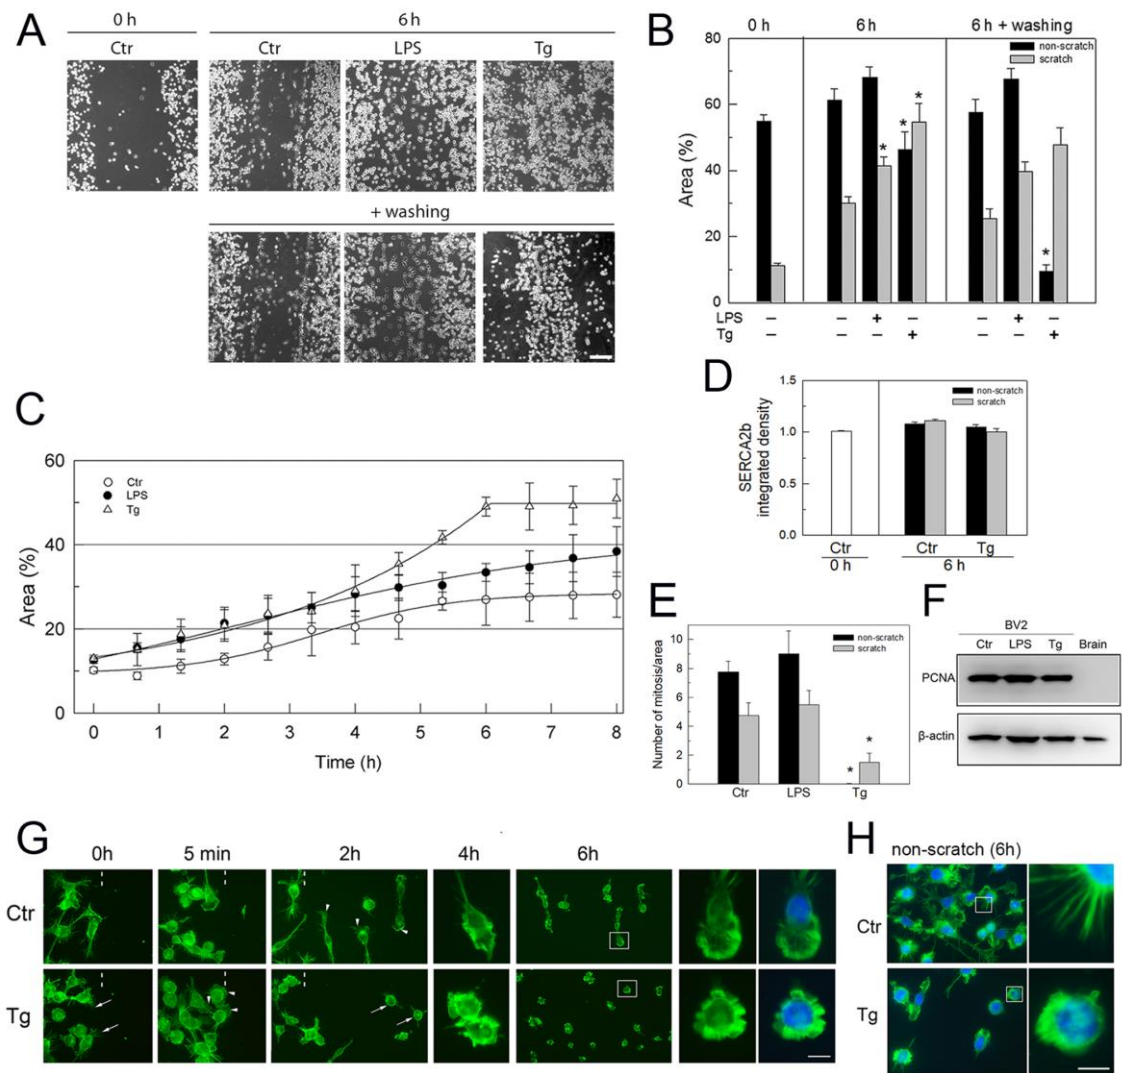 A
0 h
6h
Ctr
Ctr
LPS
Tg
+ washing
B
0 h
6h
6 h + washing
non-scratch
scratch
Area (%)
80
60
40
20
0
*
*
*
*
LPS
– – + – – + –
Tg
– – – + – – +
C
Area (%)
60
40
20
0
Ctr
LPS
Tg
0 1 2 3 4 5 6 7 8
Time (h)
D
SERCA2b
integrated density
1.5
1.0
0.5
0.0
non-scratch
scratch
Ctr
Ctr
Tg
0 h
6 h
E
Number of mitosis/area
10
8
6
4
2
0
non-scratch
scratch
*
*
Ctr
LPS
Tg
F
BV2
Ctr
LPS
Tg
Brain
PCNA
β-actin
G
0h
5 min
2h
4h
6h
Ctr
Tg
H
non-scratch (6h)
Ctr
Tg